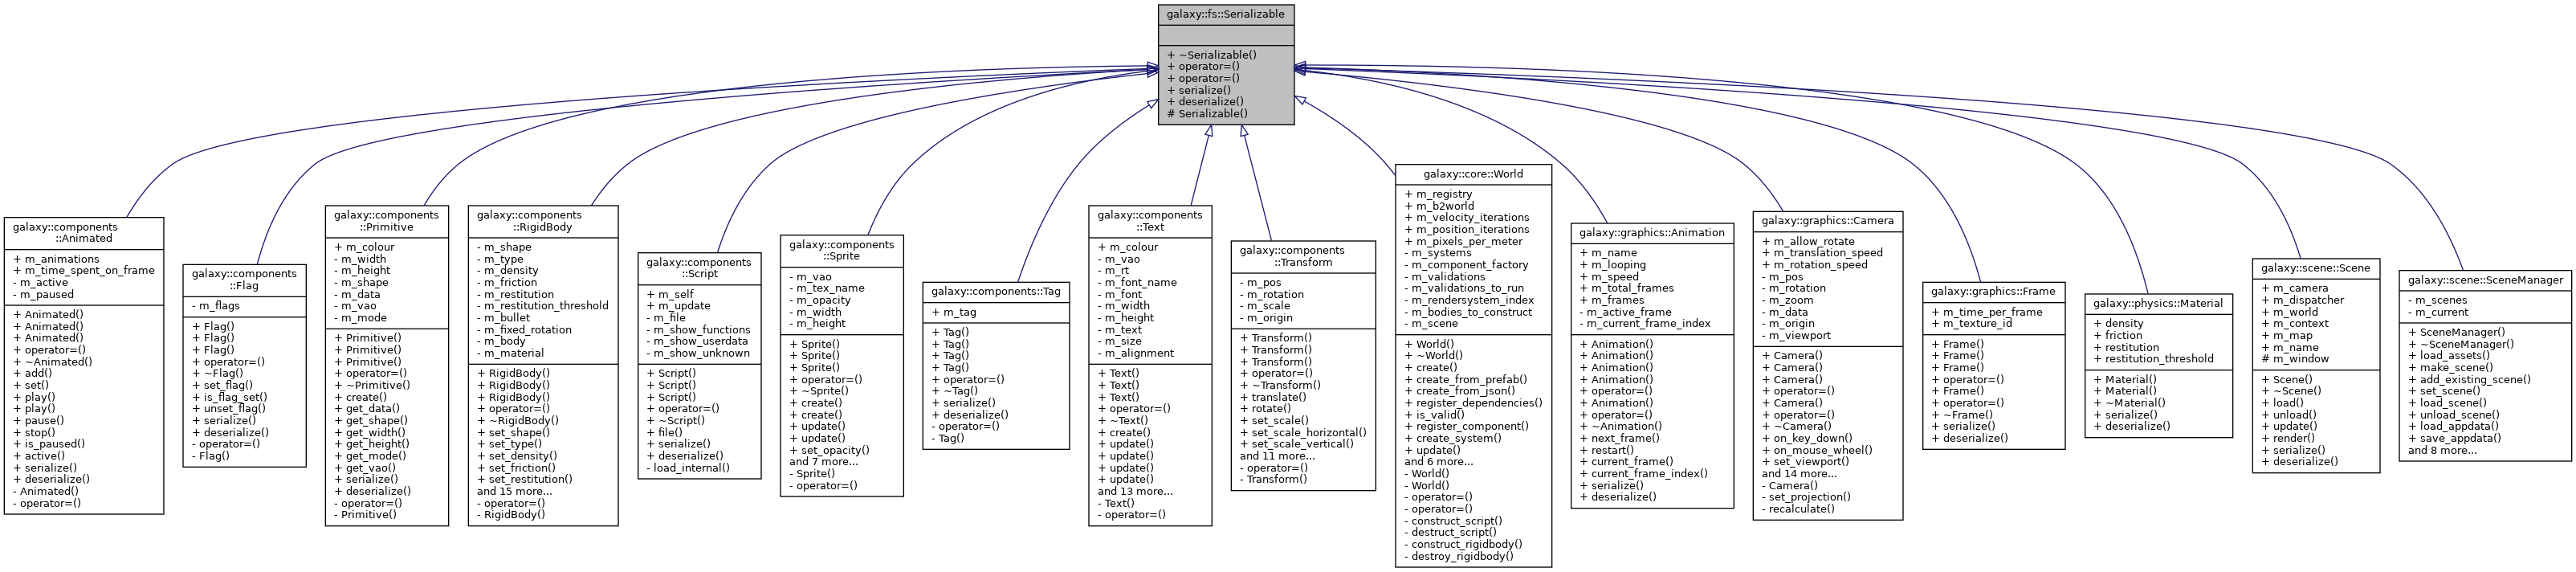 galaxy::fs::Serializable
+ ~Serializable()
+ operator=()
+ operator=()
+ serialize()
+ deserialize()
# Serializable()
galaxy::components
::Animated
+ m_animations
+ m_time_spent_on_frame
- m_active
- m_paused
+ Animated()
+ Animated()
+ Animated()
+ operator=()
+ ~Animated()
+ add()
+ set()
+ play()
+ play()
+ pause()
+ stop()
+ is_paused()
+ active()
+ serialize()
+ deserialize()
- Animated()
- operator=()
galaxy::components
::Flag
- m_flags
+ Flag()
+ Flag()
+ Flag()
+ operator=()
+ ~Flag()
+ set_flag()
+ is_flag_set()
+ unset_flag()
+ serialize()
+ deserialize()
- operator=()
- Flag()
galaxy::components
::Primitive
+ m_colour
- m_width
- m_height
- m_shape
- m_data
- m_vao
- m_mode
+ Primitive()
+ Primitive()
+ Primitive()
+ operator=()
+ ~Primitive()
+ create()
+ get_data()
+ get_shape()
+ get_width()
+ get_height()
+ get_mode()
+ get_vao()
+ serialize()
+ deserialize()
- operator=()
- Primitive()
galaxy::components
::RigidBody
- m_shape
- m_type
- m_density
- m_friction
- m_restitution
- m_restitution_threshold
- m_bullet
- m_fixed_rotation
- m_body
- m_material
+ RigidBody()
+ RigidBody()
+ RigidBody()
+ operator=()
+ ~RigidBody()
+ set_shape()
+ set_type()
+ set_density()
+ set_friction()
+ set_restitution()
and 15 more...
- operator=()
- RigidBody()
galaxy::components
::Script
+ m_self
+ m_update
- m_file
- m_show_functions
- m_show_userdata
- m_show_unknown
+ Script()
+ Script()
+ Script()
+ operator=()
+ ~Script()
+ file()
+ serialize()
+ deserialize()
- load_internal()
galaxy::components
::Sprite
- m_vao
- m_tex_name
- m_opacity
- m_width
- m_height
+ Sprite()
+ Sprite()
+ Sprite()
+ operator=()
+ ~Sprite()
+ create()
+ create()
+ update()
+ update()
+ set_opacity()
and 7 more...
- Sprite()
- operator=()
galaxy::components::Tag
+ m_tag
+ Tag()
+ Tag()
+ Tag()
+ Tag()
+ operator=()
+ ~Tag()
+ serialize()
+ deserialize()
- operator=()
- Tag()
galaxy::components
::Text
+ m_colour
- m_vao
- m_rt
- m_font_name
- m_font
- m_width
- m_height
- m_text
- m_size
- m_alignment
+ Text()
+ Text()
+ Text()
+ operator=()
+ ~Text()
+ create()
+ update()
+ update()
+ update()
+ update()
and 13 more...
- Text()
- operator=()
galaxy::components
::Transform
- m_pos
- m_rotation
- m_scale
- m_origin
+ Transform()
+ Transform()
+ Transform()
+ operator=()
+ ~Transform()
+ translate()
+ rotate()
+ set_scale()
+ set_scale_horizontal()
+ set_scale_vertical()
and 11 more...
- operator=()
- Transform()
galaxy::core::World
+ m_registry
+ m_b2world
+ m_velocity_iterations
+ m_position_iterations
+ m_pixels_per_meter
- m_systems
- m_component_factory
- m_validations
- m_validations_to_run
- m_rendersystem_index
- m_bodies_to_construct
- m_scene
+ World()
+ ~World()
+ create()
+ create_from_prefab()
+ create_from_json()
+ register_dependencies()
+ is_valid()
+ register_component()
+ create_system()
+ update()
and 6 more...
- World()
- World()
- operator=()
- operator=()
- construct_script()
- destruct_script()
- construct_rigidbody()
- destroy_rigidbody()
galaxy::graphics::Animation
+ m_name
+ m_looping
+ m_speed
+ m_total_frames
+ m_frames
- m_active_frame
- m_current_frame_index
+ Animation()
+ Animation()
+ Animation()
+ Animation()
+ operator=()
+ Animation()
+ operator=()
+ ~Animation()
+ next_frame()
+ restart()
+ current_frame()
+ current_frame_index()
+ serialize()
+ deserialize()
galaxy::graphics::Camera
+ m_allow_rotate
+ m_translation_speed
+ m_rotation_speed
- m_pos
- m_rotation
- m_zoom
- m_data
- m_origin
- m_viewport
+ Camera()
+ Camera()
+ Camera()
+ operator=()
+ Camera()
+ operator=()
+ ~Camera()
+ on_key_down()
+ on_mouse_wheel()
+ set_viewport()
and 14 more...
- Camera()
- set_projection()
- recalculate()
galaxy::graphics::Frame
+ m_time_per_frame
+ m_texture_id
+ Frame()
+ Frame()
+ Frame()
+ operator=()
+ Frame()
+ operator=()
+ ~Frame()
+ serialize()
+ deserialize()
galaxy::physics::Material
+ density
+ friction
+ restitution
+ restitution_threshold
+ Material()
+ Material()
+ ~Material()
+ serialize()
+ deserialize()
galaxy::scene::Scene
+ m_camera
+ m_dispatcher
+ m_world
+ m_context
+ m_map
+ m_name
# m_window
+ Scene()
+ ~Scene()
+ load()
+ unload()
+ update()
+ render()
+ serialize()
+ deserialize()
galaxy::scene::SceneManager
- m_scenes
- m_current
+ SceneManager()
+ ~SceneManager()
+ load_assets()
+ make_scene()
+ add_existing_scene()
+ set_scene()
+ load_scene()
+ unload_scene()
+ load_appdata()
+ save_appdata()
and 8 more...